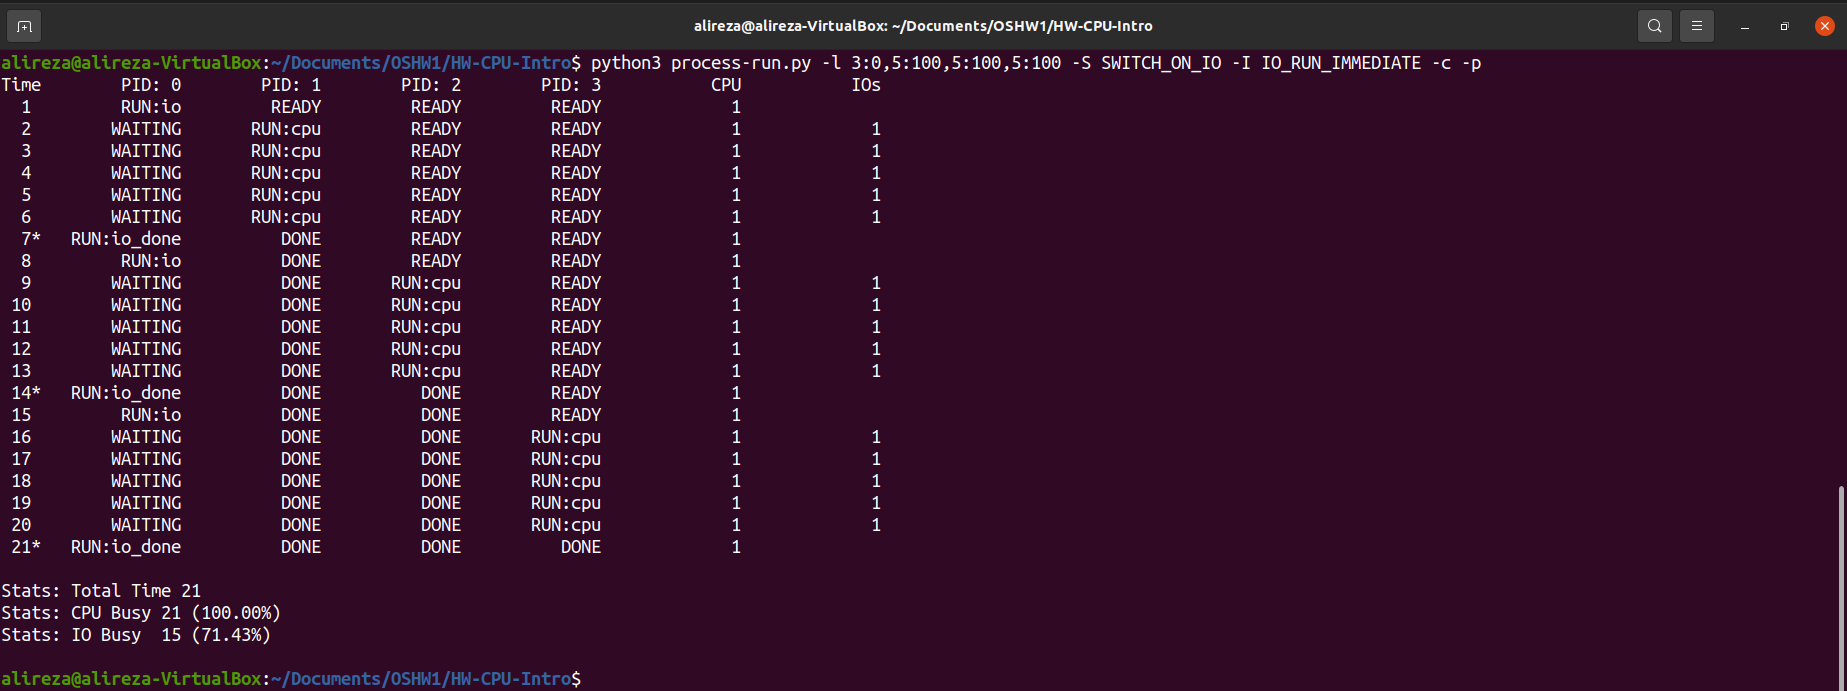 alireza@alireza-VirtualBox: ~/Documents/OSHW1/HW-CPU-Intro
alireza@alireza-VirtualBox:~/Documents/OSHW1/HW-CPU-Intro$ python3 process-run.py -l 3:0,5:100,5:100,5:100 -S SWITCH_ON_IO -I IO_RUN_IMMEDIATE -c -p
Time PID: 0 PID: 1 PID: 2 PID: 3 CPU IOs
1 RUN:io READY READY READY 1
2 WAITING RUN:cpu READY READY 1 1
3 WAITING RUN:cpu READY READY 1 1
4 WAITING RUN:cpu READY READY 1 1
5 WAITING RUN:cpu READY READY 1 1
6 WAITING RUN:cpu READY READY 1 1
7* RUN:io_done DONE READY READY 1
8 RUN:io DONE READY READY 1
9 WAITING DONE RUN:cpu READY 1 1
10 WAITING DONE RUN:cpu READY 1 1
11 WAITING DONE RUN:cpu READY 1 1
12 WAITING DONE RUN:cpu READY 1 1
13 WAITING DONE RUN:cpu READY 1 1
14* RUN:io_done DONE DONE READY 1
15 RUN:io DONE DONE READY 1
16 WAITING DONE DONE RUN:cpu 1 1
17 WAITING DONE DONE RUN:cpu 1 1
18 WAITING DONE DONE RUN:cpu 1 1
19 WAITING DONE DONE RUN:cpu 1 1
20 WAITING DONE DONE RUN:cpu 1 1
21* RUN:io_done DONE DONE DONE 1
Stats: Total Time 21
Stats: CPU Busy 21 (100.00%)
Stats: IO Busy  15 (71.43%)
alireza@alireza-VirtualBox:~/Documents/OSHW1/HW-CPU-Intro$